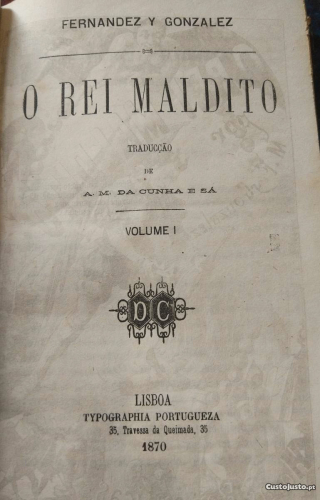 FERNANDEZ Y GONZALEZ
O REI MALDITO
TRADUCÇÃO
DE
A. M. DA CUNHA E SÁ
VOLUME I
DC
LISBOA
TYPOGRAPHIA PORTUGUEZA
35, Travessa da Queimada, 35
1870
CustoJusto.pt